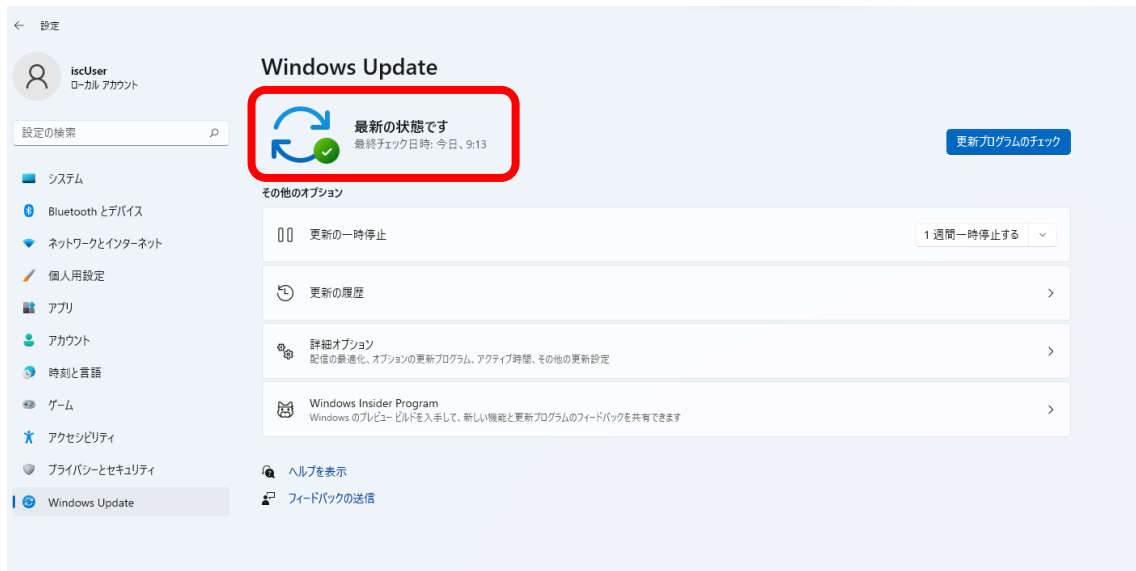 設定
iscUser
ローカル アカウント
設定の検索
システム
Bluetooth とデバイス
ネットワークとインターネット
個人用設定
アプリ
アカウント
時刻と言語
ゲーム
アクセシビリティ
プライバシーとセキュリティ
Windows Update
Windows Update
最新の状態です
最終チェック日時: 今日、9:13
更新プログラムのチェック
その他のオプション
更新の一時停止
1 週間一時停止する
更新の履歴
詳細オプション
配信の最適化、オプションの更新プログラム、アクティブ時間、その他の更新設定
Windows Insider Program
Windows のプレビュー ビルドを入手して、新しい機能と更新プログラムのフィードバックを共有できます
ヘルプを表示
フィードバックの送信